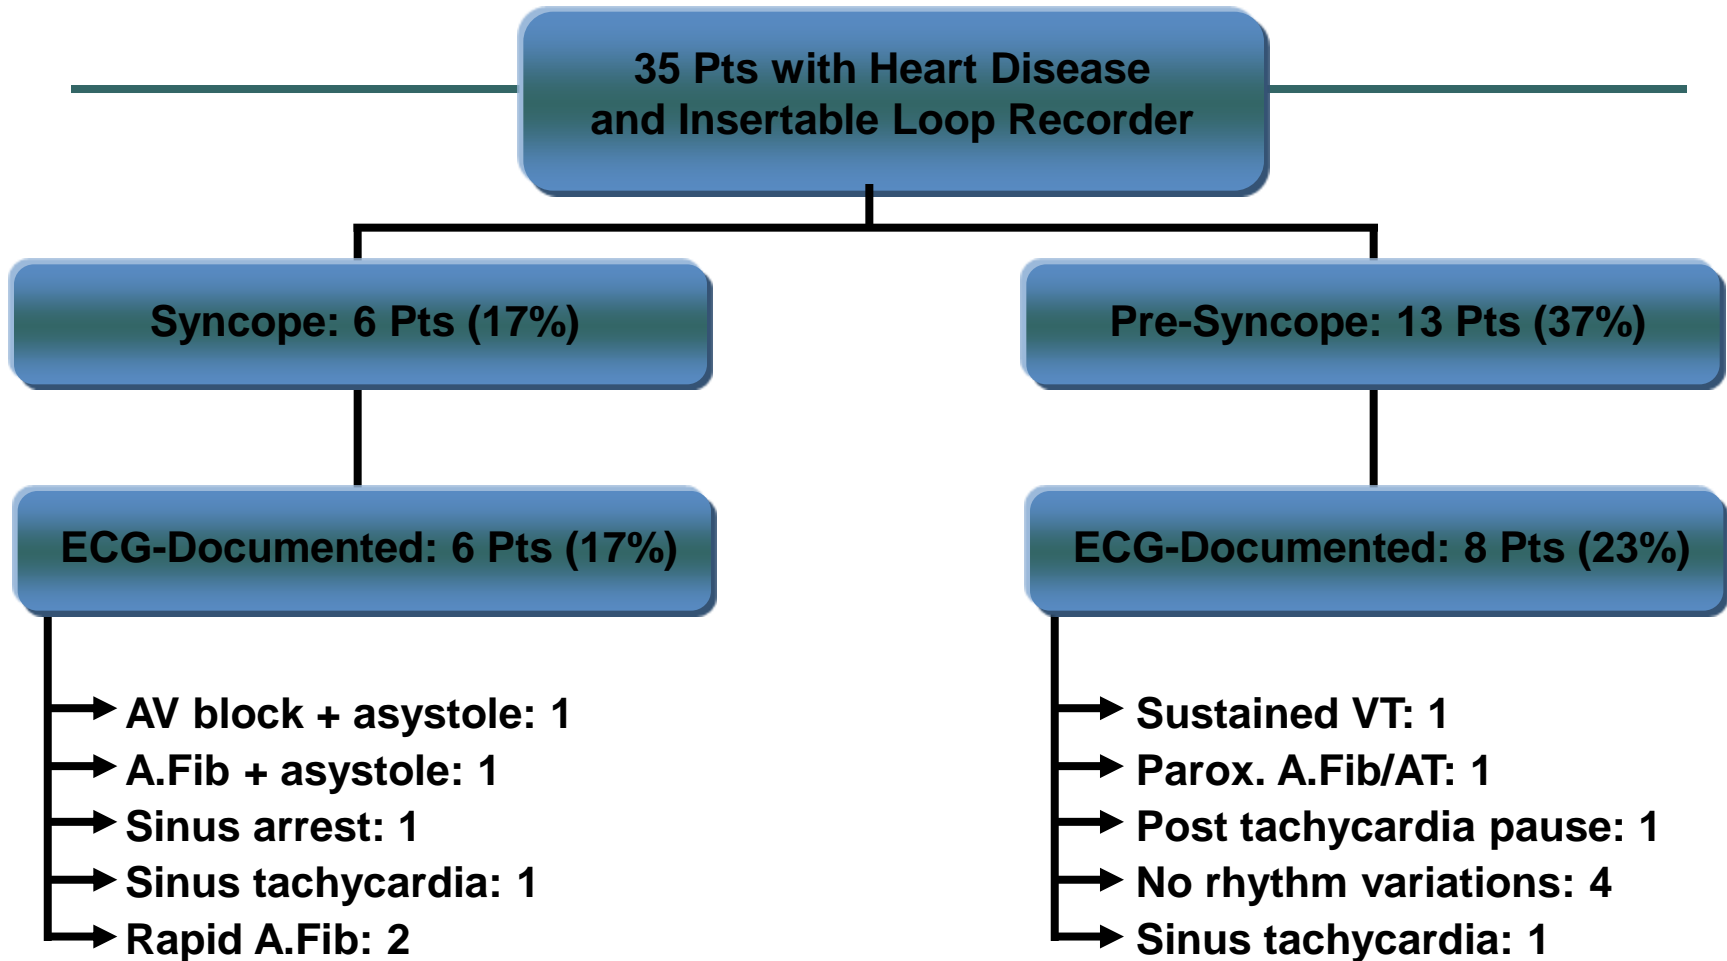 35 Pts with Heart Disease
and Insertable Loop Recorder
Syncope: 6 Pts (17%)
Pre-Syncope: 13 Pts (37%)
ECG-Documented: 6 Pts (17%)
ECG-Documented: 8 Pts (23%)
AV block + asystole: 1
A.Fib + asystole: 1
Sinus arrest: 1
Sinus tachycardia: 1
Rapid A.Fib: 2
Sustained VT: 1
Parox. A.Fib/AT: 1
Post tachycardia pause: 1
No rhythm variations: 4
Sinus tachycardia: 1